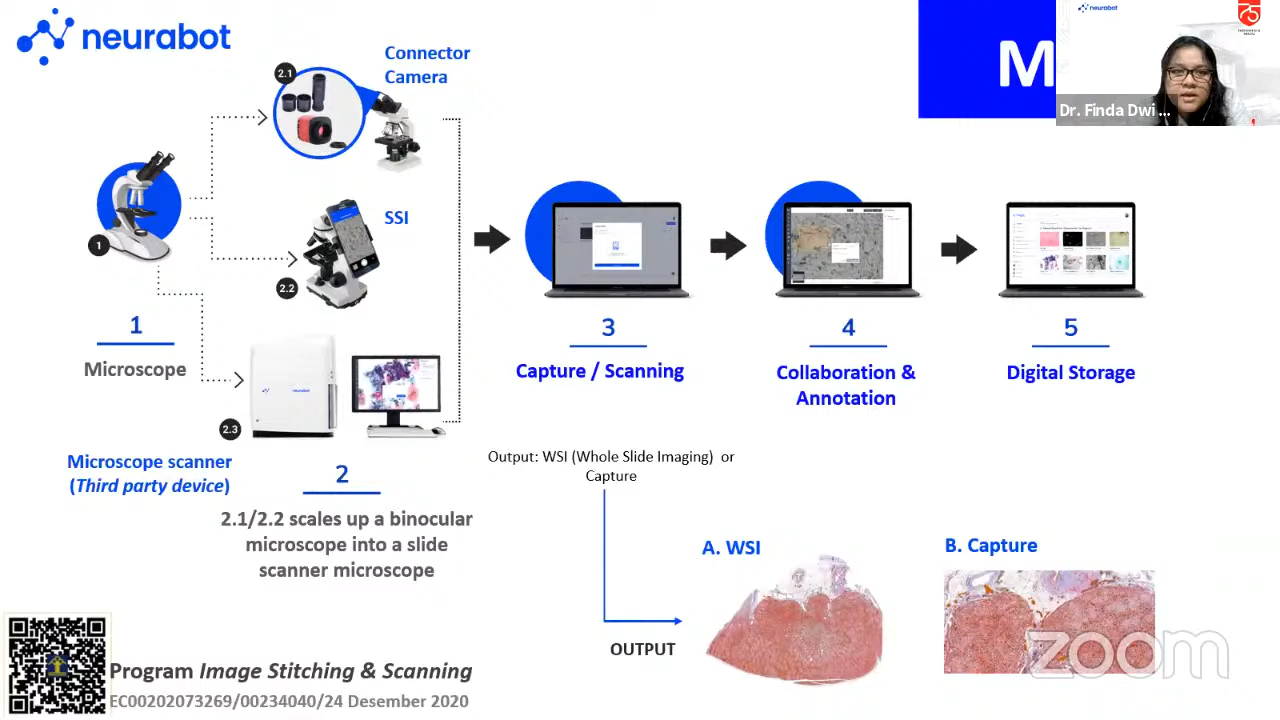 neurabot
2.1
Connector
Camera
M
neurabot
Dr. Finda Dwi ...
1
SSI
2.2
1
Microscope
neurabot
2.3
3
Capture / Scanning
4
Collaboration &
Annotation
5
Digital Storage
Microscope scanner
(Third party device)
2
2.1/2.2 scales up a binocular
microscope into a slide
scanner microscope
Output: WSI (Whole Slide Imaging) or
Capture
A. WSI
B. Capture
OUTPUT
zoom
Program Image Stitching & Scanning
EC00202073269/00234040/24 Desember 2020